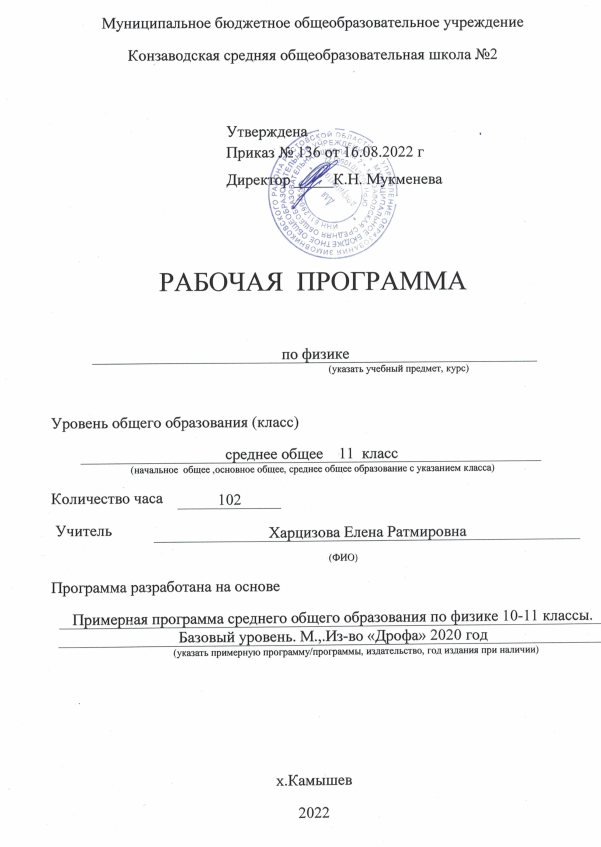 Муниципальное бюджетное общеобразовательное учреждение
Конзаводская средняя общеобразовательная школа №2
Утверждена
Приказ № 136 от 16.08.2022 г
Директор______К.Н. Мукменева
РАБОЧАЯ ПРОГРАММА
по физике
(указать учебный предмет, курс)
Уровень общего образования (класс)
среднее общее 11 класс
(начальное общее ,основное общее, среднее общее образование с указанием класса)
Количество часа 102
Учитель Харцизова Елена Ратмировна
(ФИО)
Программа разработана на основе
Примерная программа среднего общего образования по физике 10-11 классы.
Базовый уровень. М.,.Из-во «Дрофа» 2020 год
(указать примерную программу/программы, издательство, год издания при наличии)
х.Камышев
2022